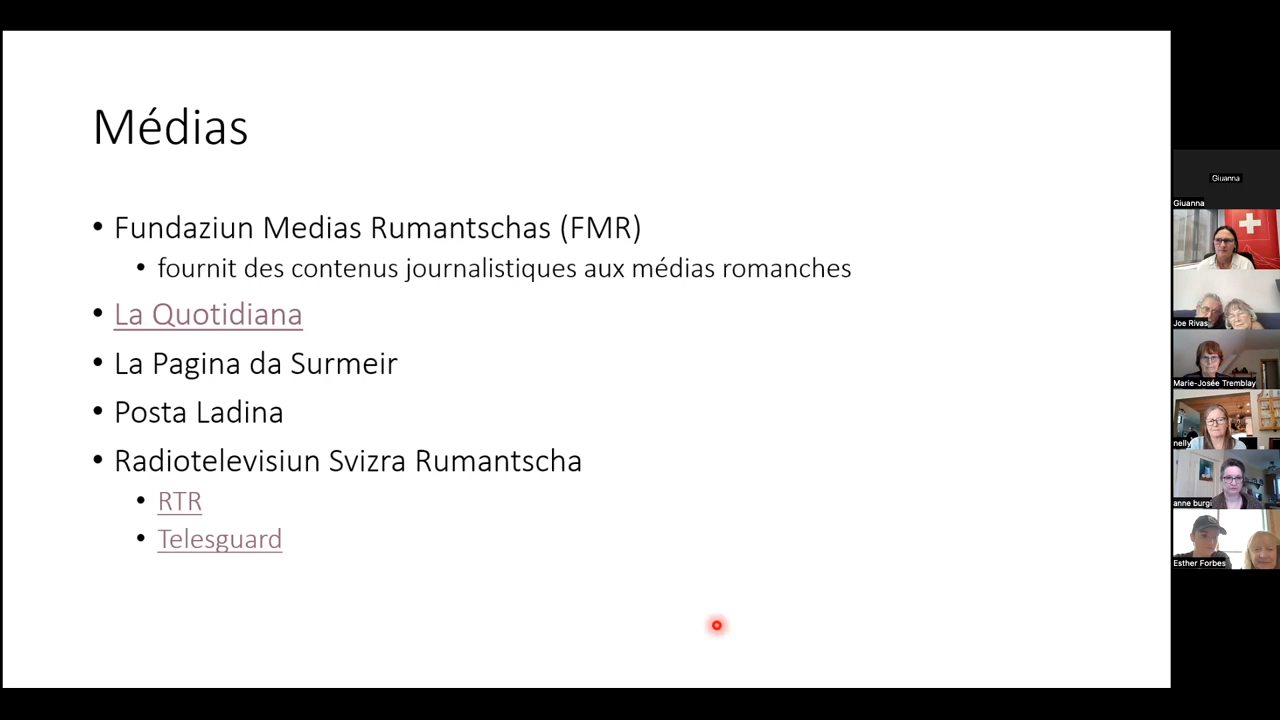 Médias
• Fundaziun Medias Rumantschas (FMR)
• fournit des contenus journalistiques aux médias romanches
• La Quotidiana
• La Pagina da Surmeir
• Posta Ladina
• Radiotelevisiun Svizra Rumantscha
• RTR
• Telesguard
Giuanna
Giuanna
Joe Rivas
Marie-Josée Tremblay
nelly
anne burgi
Esther Forbes